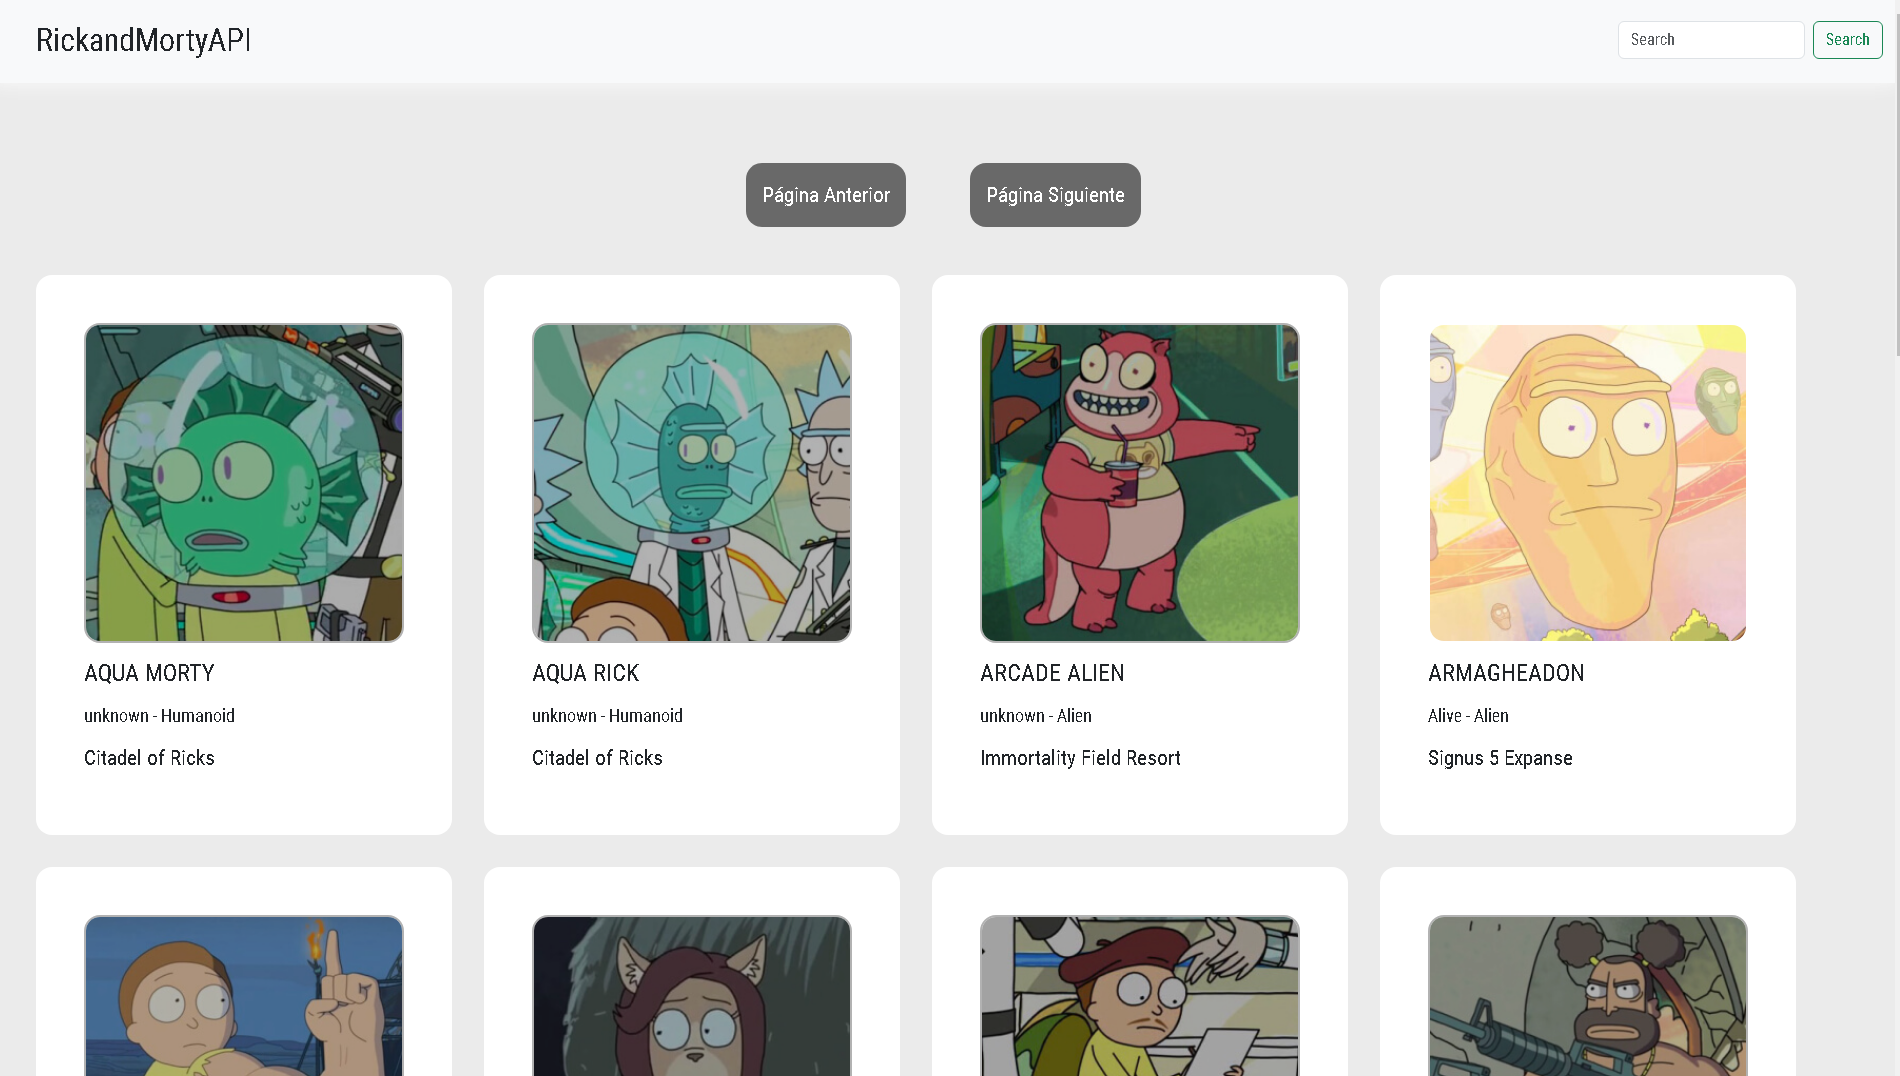 RickandMortyAPI
Search
Search
Página Anterior
Página Siguiente
AQUA MORTY
unknown - Humanoid
Citadel of Ricks
AQUA RICK
unknown - Humanoid
Citadel of Ricks
ARCADE ALIEN
unknown - Alien
Immortality Field Resort
ARMAGHEADON
Alive - Alien
Signus 5 Expanse